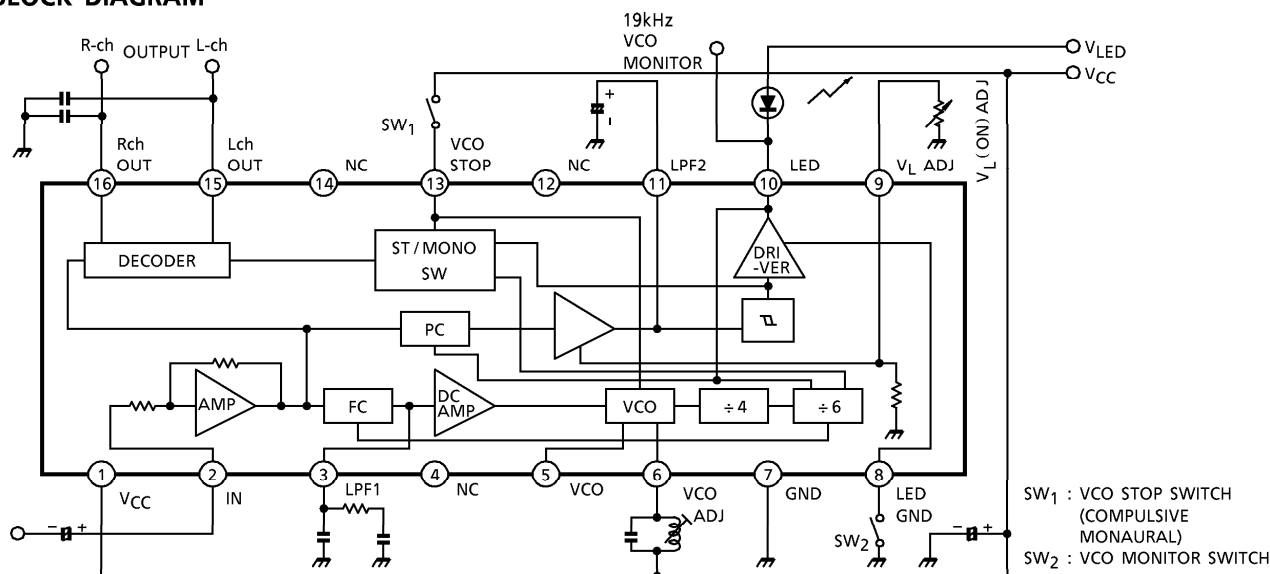 BLOCK DIAGRAM
R-ch OUTPUT L-ch
19kHz
VCO
MONITOR
VLED
VCC
SW1
+
-
VL (ON) ADJ
Rch
OUT
Lch
OUT
NC
VCO
STOP
NC
LPF2
LED
VL ADJ
16
15
14
13
12
11
10
9
DECODER
ST / MONO
SW
DRI
-VER
PC
AMP
FC
DC
AMP
VCO
÷4
÷6
1
2
3
4
5
6
7
8
VCC
IN
LPF1
NC
VCO
VCO
ADJ
GND
LED
GND
- +
SW2
- +
SW1 : VCO STOP SWITCH
(COMPULSIVE
MONAURAL)
SW2 : VCO MONITOR SWITCH